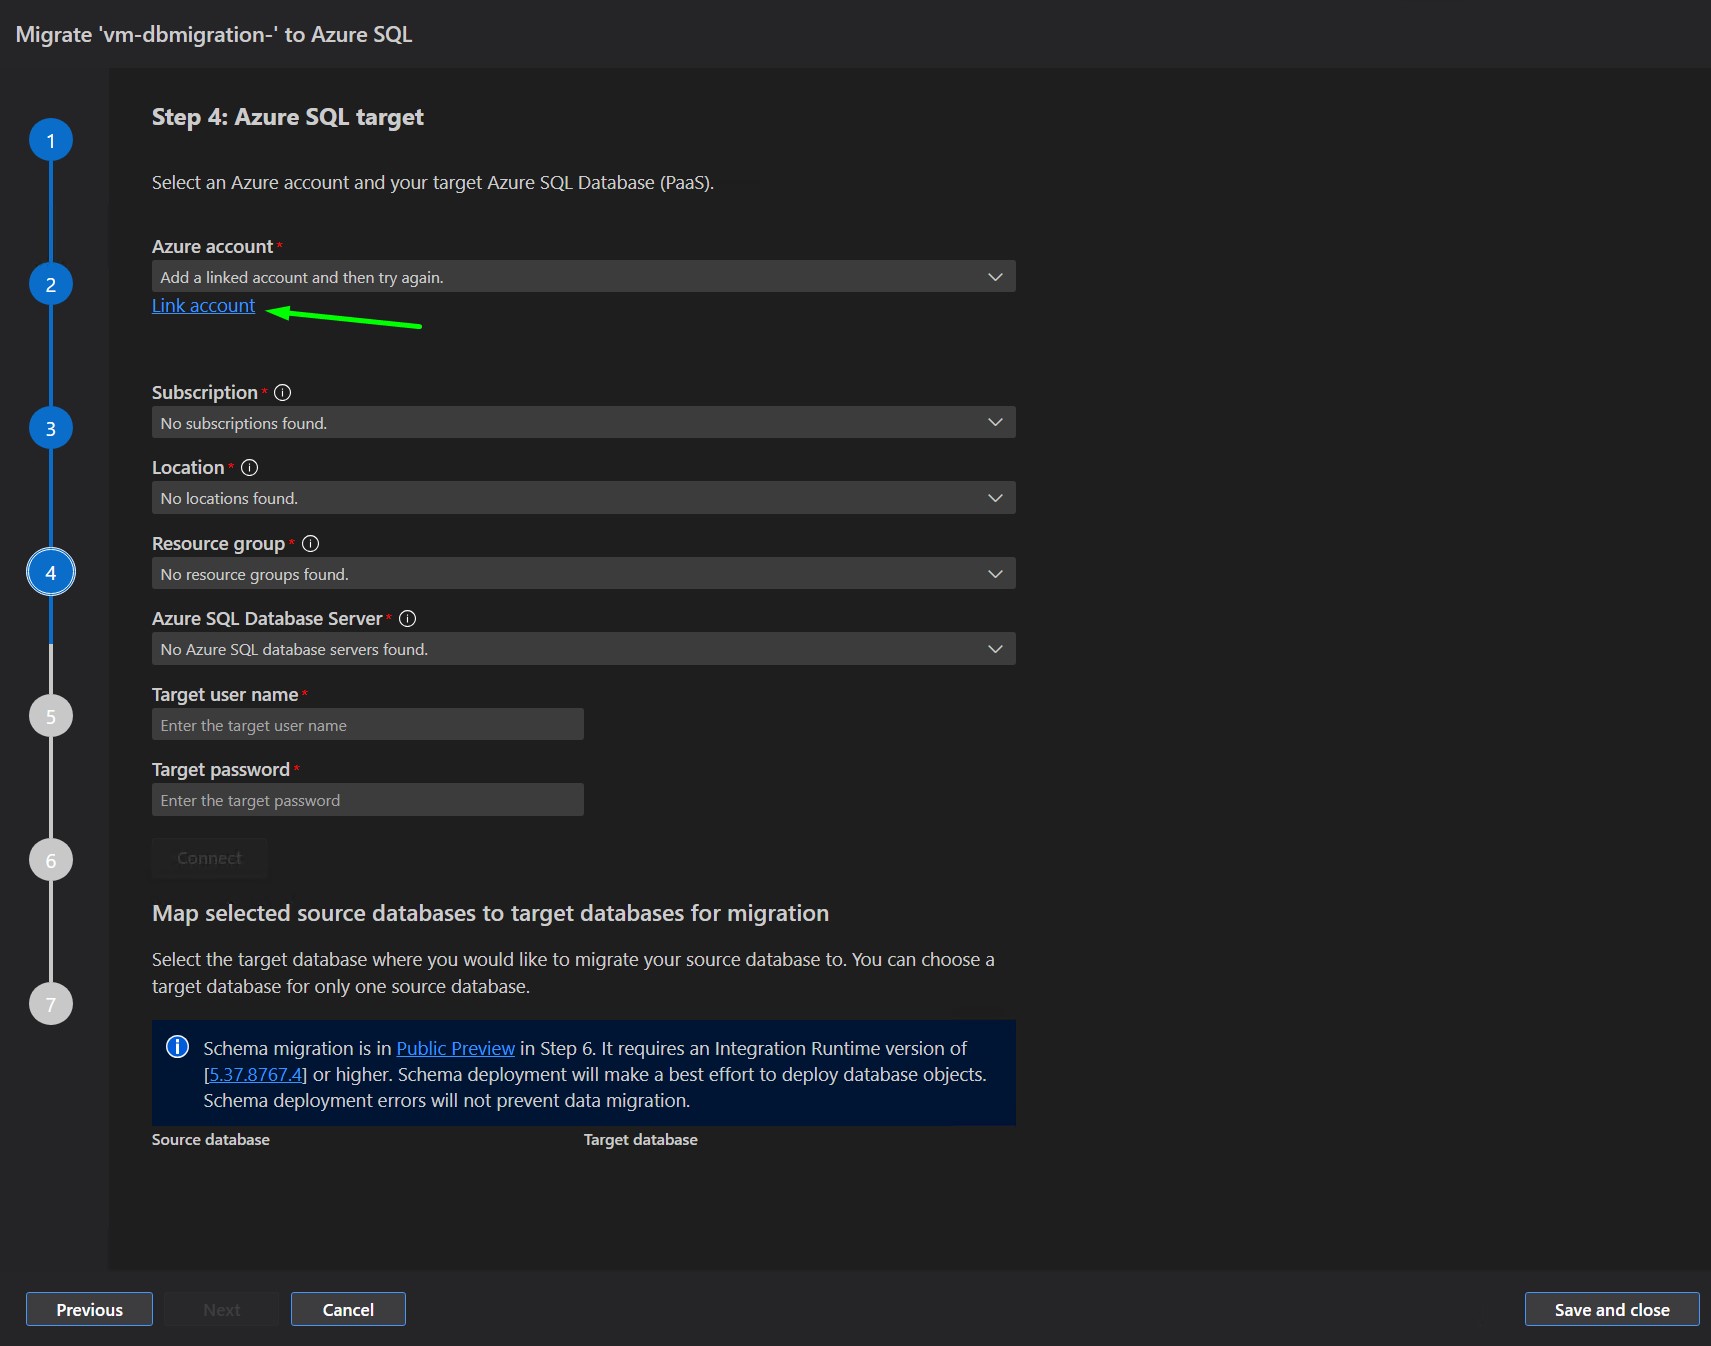 Migrate 'vm-dbmigration-' to Azure SQL
1
2
3
4
5
6
7
Step 4: Azure SQL target
Select an Azure account and your target Azure SQL Database (PaaS).
Azure account*
Add a linked account and then try again.
Link account
Subscription*
No subscriptions found.
Location*
No locations found.
Resource group*
No resource groups found.
Azure SQL Database Server*
No Azure SQL database servers found.
Target user name*
Enter the target user name
Target password*
Enter the target password
Connect
Map selected source databases to target databases for migration
Select the target database where you would like to migrate your source database to. You can choose a
target database for only one source database.
Schema migration is in Public Preview in Step 6. It requires an Integration Runtime version of
[5.37.8767.4] or higher. Schema deployment will make a best effort to deploy database objects.
Schema deployment errors will not prevent data migration.
Source database Target database
Previous Next Cancel Save and close